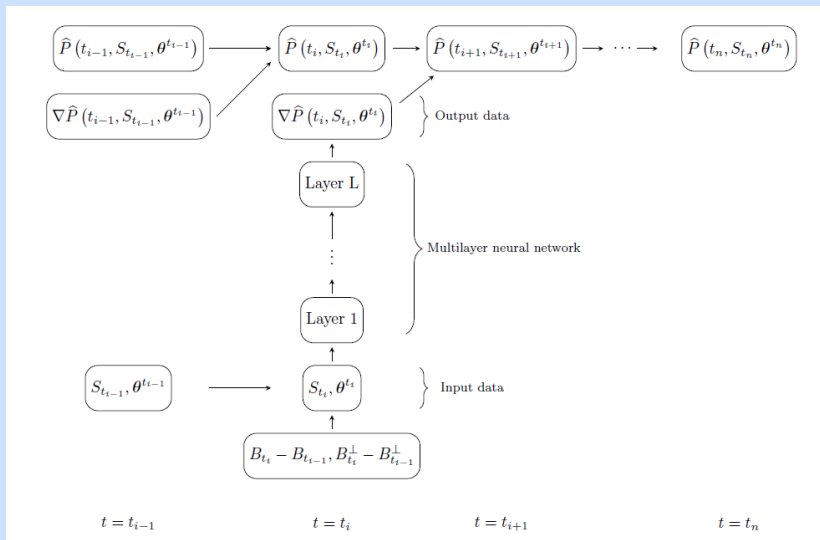 P̂ (t_{i−1}, S_{t_{i−1}}, θ^{t_{i−1}}) P̂ (t_i, S_{t_i}, θ^{t_i}) P̂ (t_{i+1}, S_{t_{i+1}}, θ^{t_{i+1}}) ⋯ P̂ (t_n, S_{t_n}, θ^{t_n})
∇P̂ (t_{i−1}, S_{t_{i−1}}, θ^{t_{i−1}}) ∇P̂ (t_i, S_{t_i}, θ^{t_i}) Output data
Layer L
⋮ Multilayer neural network
Layer 1
S_{t_{i−1}}, θ^{t_{i−1}} S_{t_i}, θ^{t_i} Input data
B_{t_i} − B_{t_{i−1}}, B^⊥_{t_i} − B^⊥_{t_{i−1}}
t = t_{i−1} t = t_i t = t_{i+1} t = t_n